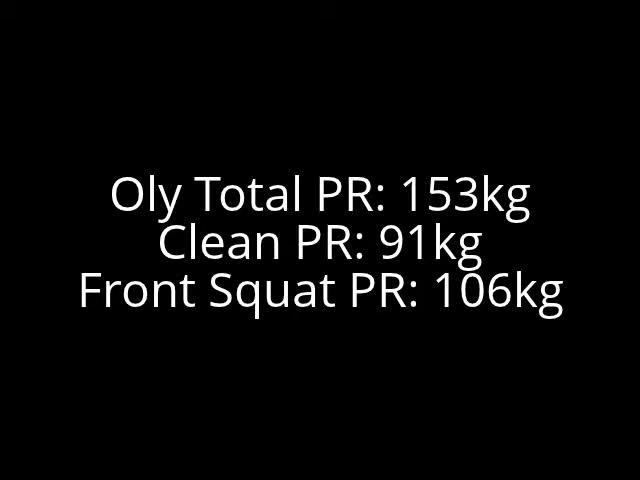 Oly Total PR: 153kg
Clean PR: 91kg
Front Squat PR: 106kg